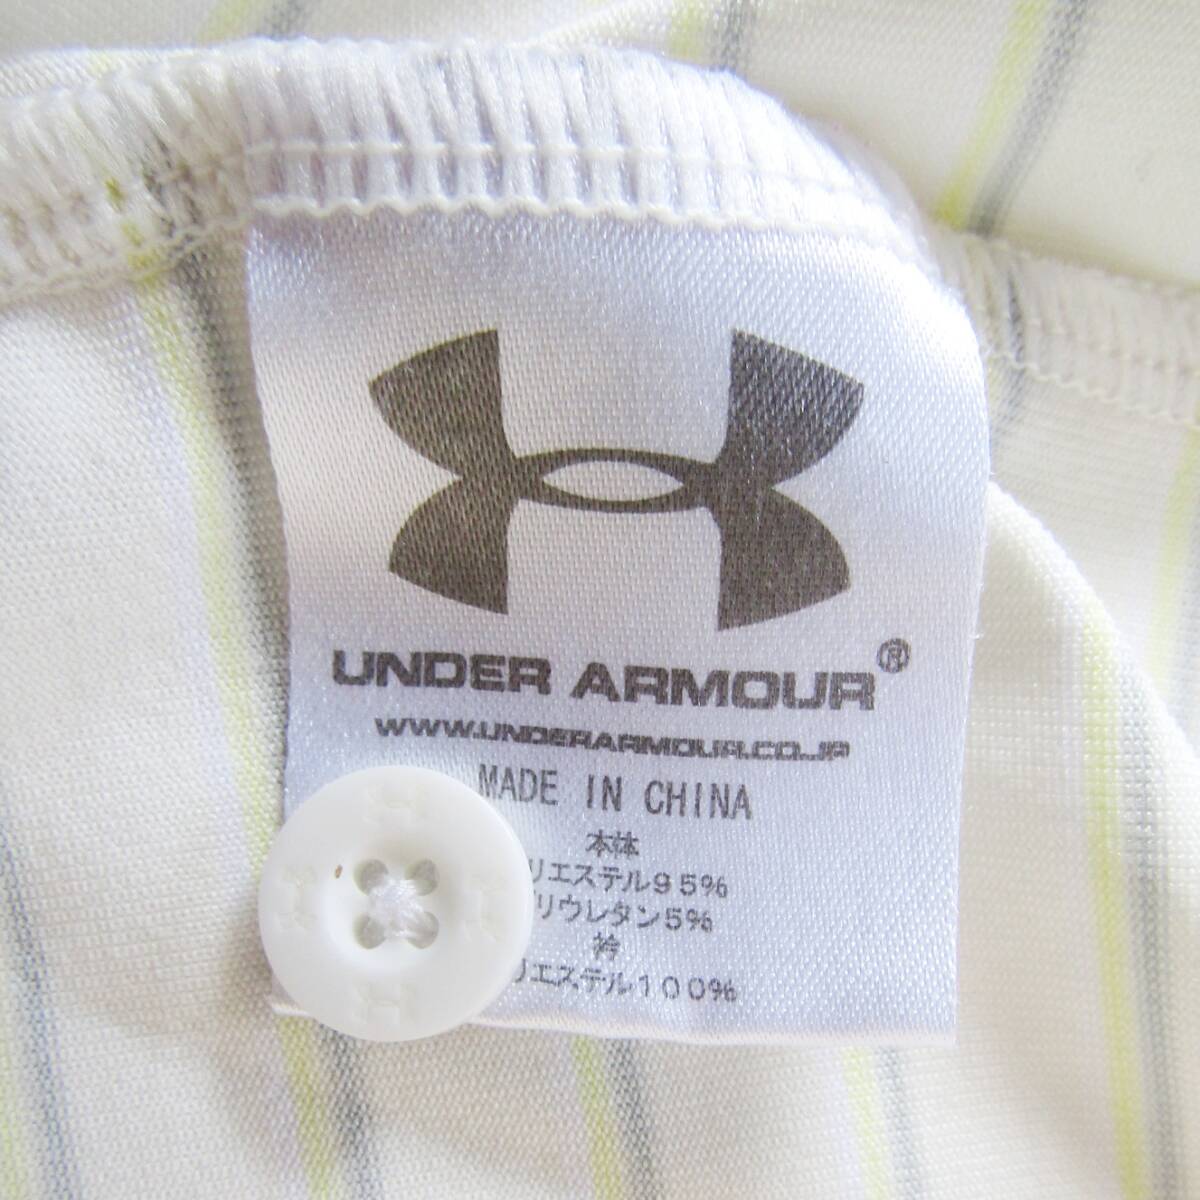 UNDER ARMOUR®
WWW.UNDERARMOUR.CO.JP
MADE IN CHINA
本体
リエステル95%
リウレタン5%
衿
リエステル100%